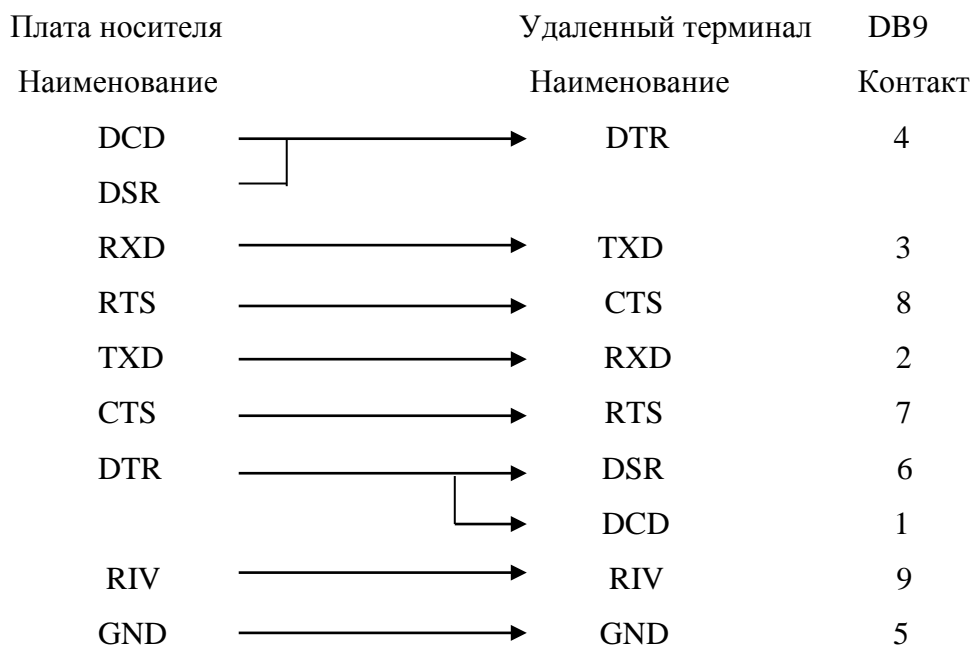 Плата носителя Удаленный терминал DB9
Наименование Наименование Контакт
DCD DTR 4
DSR
RXD TXD 3
RTS CTS 8
TXD RXD 2
CTS RTS 7
DTR DSR 6
DCD 1
RIV RIV 9
GND GND 5